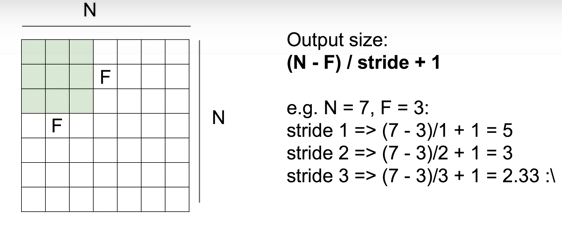 N
F
F
N
Output size:
(N - F) / stride + 1
e.g. N = 7, F = 3:
stride 1 => (7 - 3)/1 + 1 = 5
stride 2 => (7 - 3)/2 + 1 = 3
stride 3 => (7 - 3)/3 + 1 = 2.33 :\